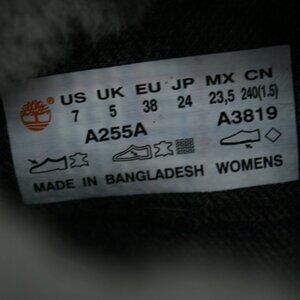 US UK EU JP MX CN
7 5 38 24 23,5 240(1.5)
A255A A3819
MADE IN BANGLADESH WOMENS